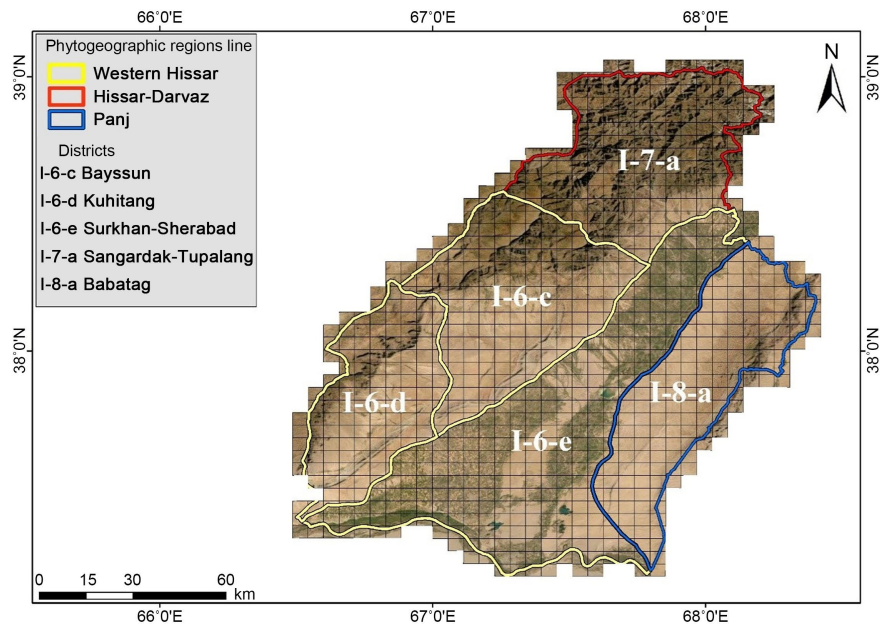 66°0'E 67°0'E 68°0'E
39°0'N
39°0'N
Phytogeographic regions line
Western Hissar
Hissar-Darvaz
Panj
Districts
I-6-c Bayssun
I-6-d Kuhitang
I-6-e Surkhan-Sherabad
I-7-a Sangardak-Tupalang
I-8-a Babatag
N
I-7-a
I-6-c
I-6-d
I-8-a
I-6-e
38°0'N
38°0'N
0 15 30 60
km
66°0'E 67°0'E 68°0'E